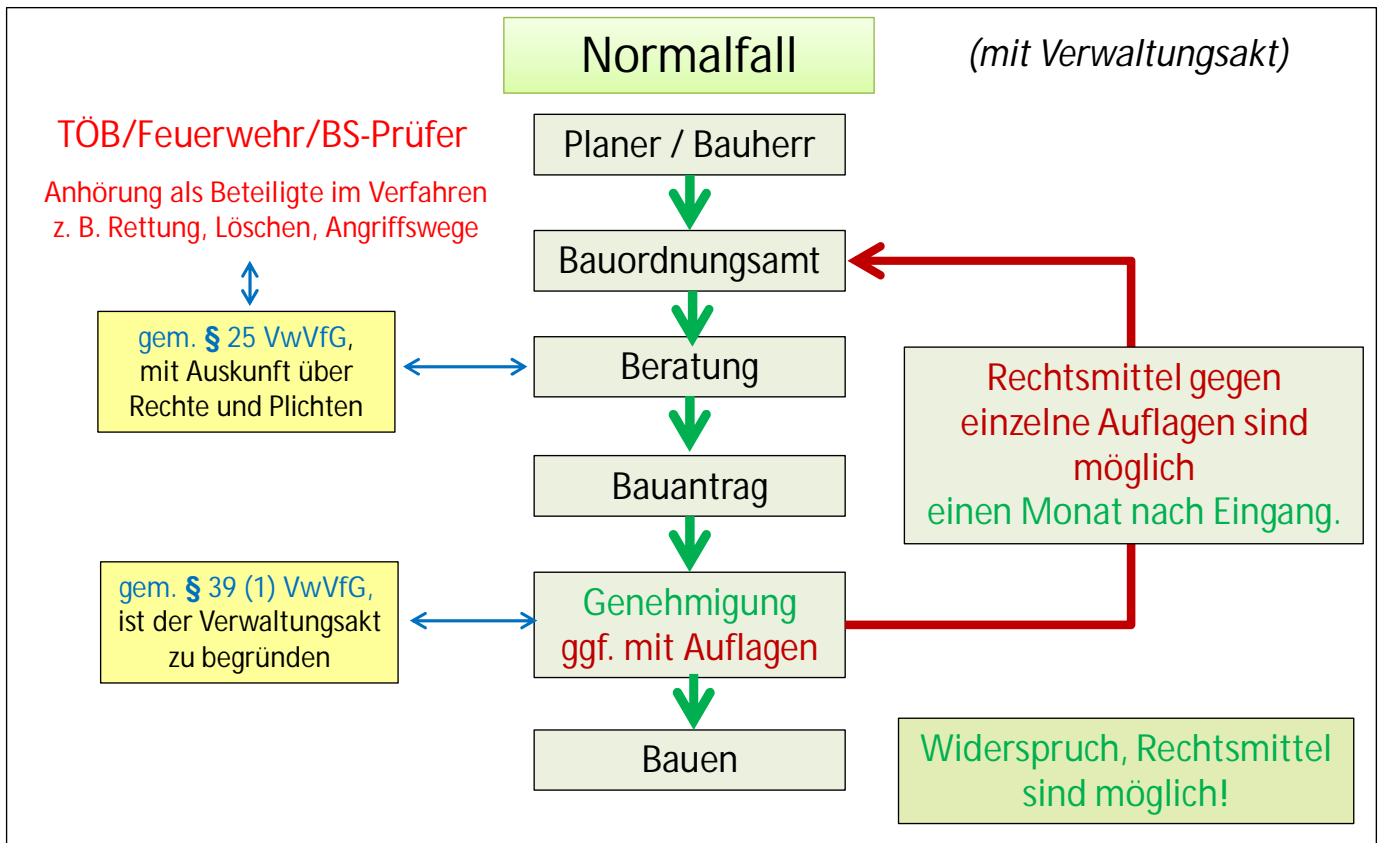 Normalfall
(mit Verwaltungsakt)
TÖB/Feuerwehr/BS-Prüfer
Anhörung als Beteiligte im Verfahren
z. B. Rettung, Löschen, Angriffswege
Planer / Bauherr
Bauordnungsamt
gem. § 25 VwVfG,
mit Auskunft über
Rechte und Plichten
Beratung
Rechtsmittel gegen
einzelne Auflagen sind
möglich
einen Monat nach Eingang.
Bauantrag
gem. § 39 (1) VwVfG,
ist der Verwaltungsakt
zu begründen
Genehmigung
ggf. mit Auflagen
Bauen
Widerspruch, Rechtsmittel
sind möglich!